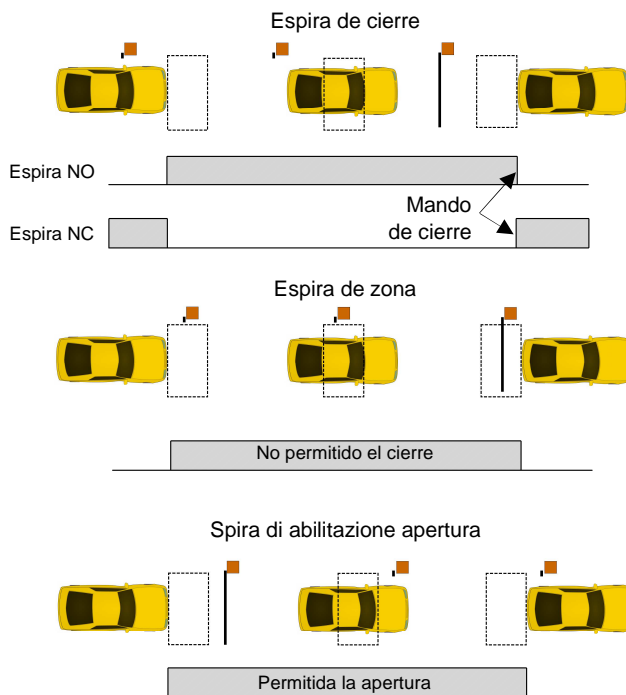 Espira de cierre
Espira NO
Mando
de cierre
Espira NC
Espira de zona
No permitido el cierre
Spira di abilitazione apertura
Permitida la apertura